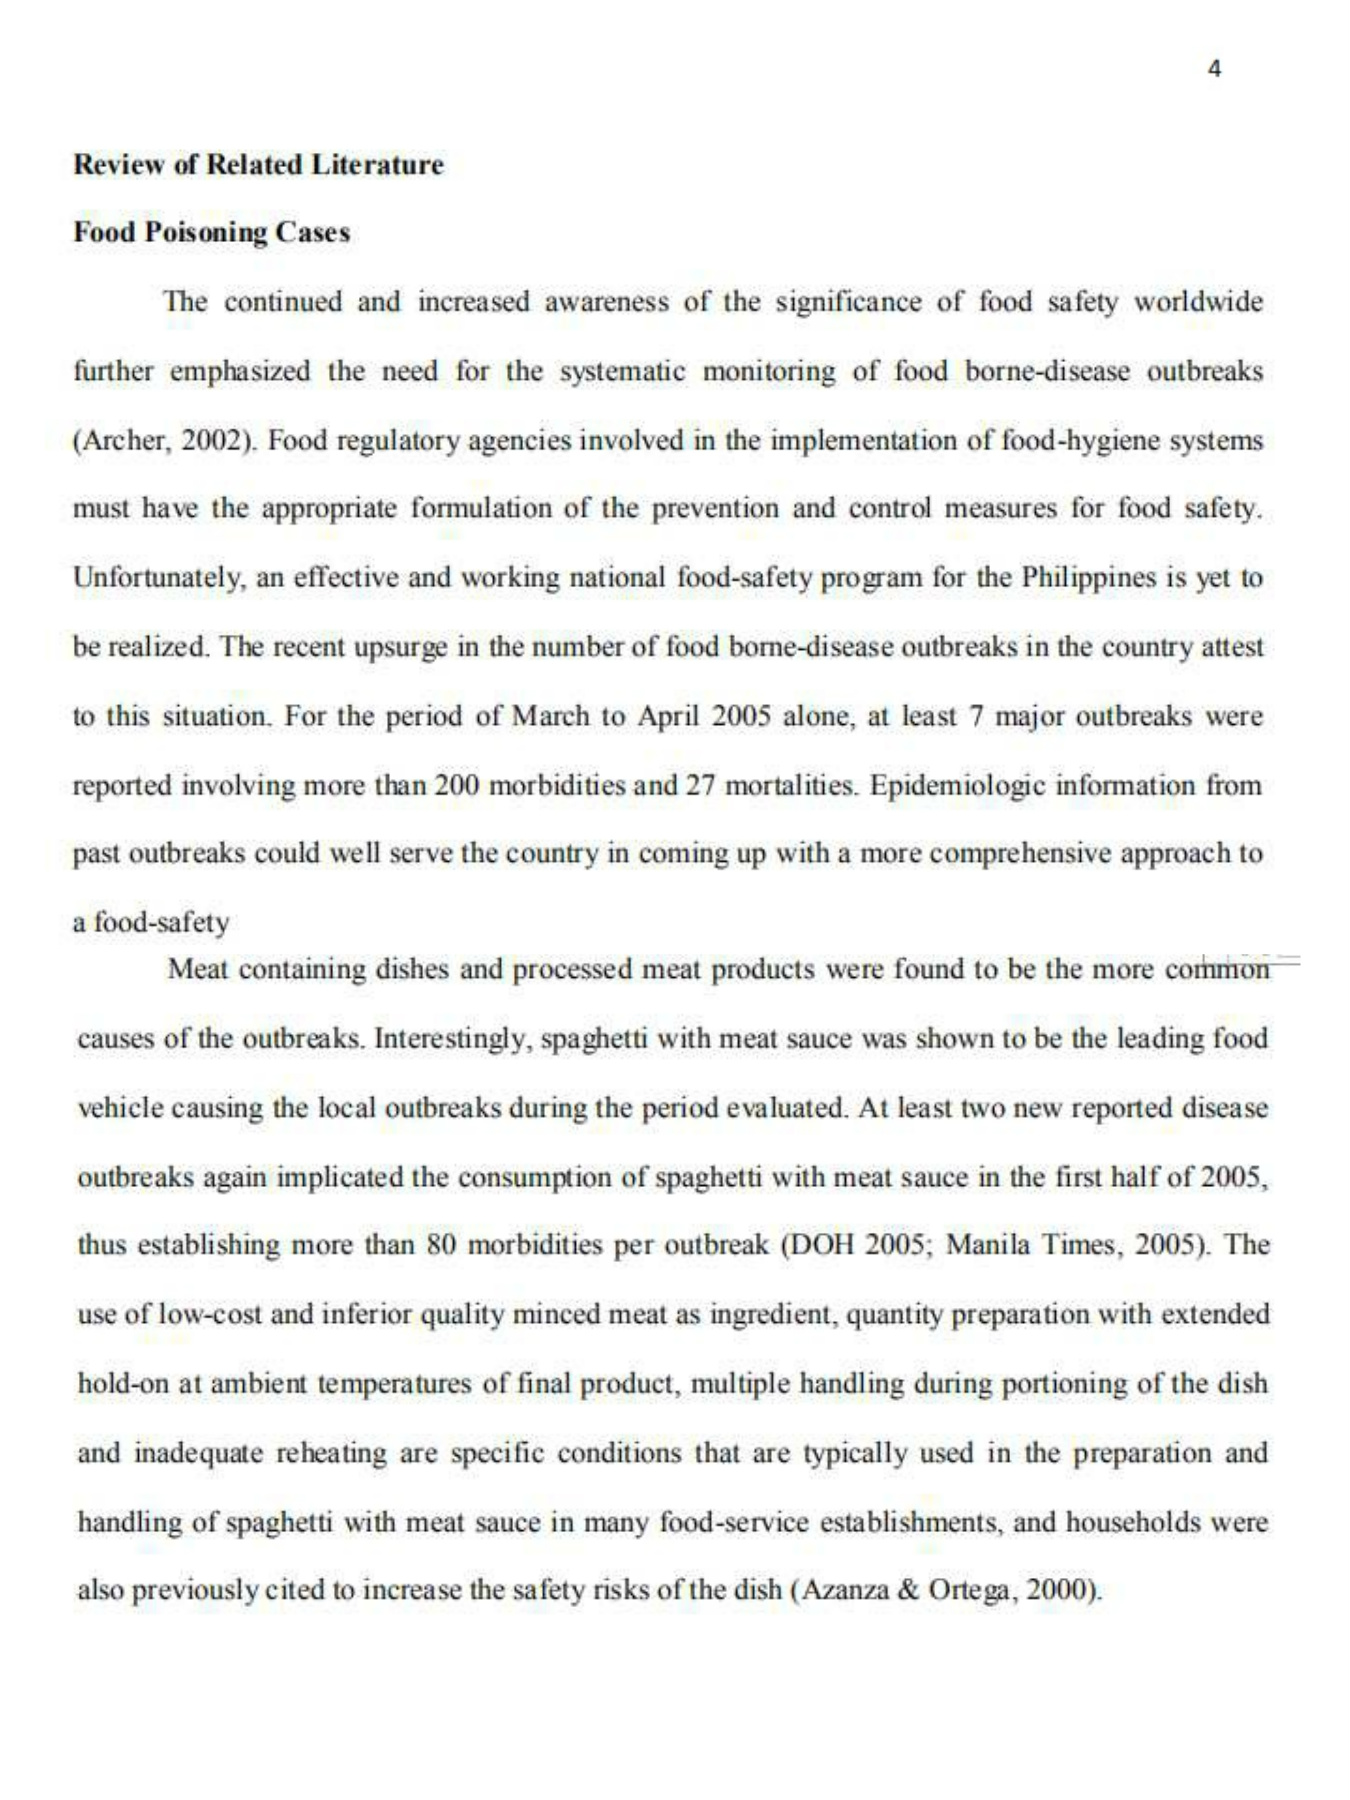 4
Review of Related Literature
Food Poisoning Cases
The continued and increased awareness of the significance of food safety worldwide
further emphasized the need for the systematic monitoring of food borne-disease outbreaks
(Archer, 2002). Food regulatory agencies involved in the implementation of food-hygiene systems
must have the appropriate formulation of the prevention and control measures for food safety.
Unfortunately, an effective and working national food-safety program for the Philippines is yet to
be realized. The recent upsurge in the number of food borne-disease outbreaks in the country attest
to this situation. For the period of March to April 2005 alone, at least 7 major outbreaks were
reported involving more than 200 morbidities and 27 mortalities. Epidemiologic information from
past outbreaks could well serve the country in coming up with a more comprehensive approach to
a food-safety
Meat containing dishes and processed meat products were found to be the more common
causes of the outbreaks. Interestingly, spaghetti with meat sauce was shown to be the leading food
vehicle causing the local outbreaks during the period evaluated. At least two new reported disease
outbreaks again implicated the consumption of spaghetti with meat sauce in the first half of 2005,
thus establishing more than 80 morbidities per outbreak (DOH 2005; Manila Times, 2005). The
use of low-cost and inferior quality minced meat as ingredient, quantity preparation with extended
hold-on at ambient temperatures of final product, multiple handling during portioning of the dish
and inadequate reheating are specific conditions that are typically used in the preparation and
handling of spaghetti with meat sauce in many food-service establishments, and households were
also previously cited to increase the safety risks of the dish (Azanza & Ortega, 2000).